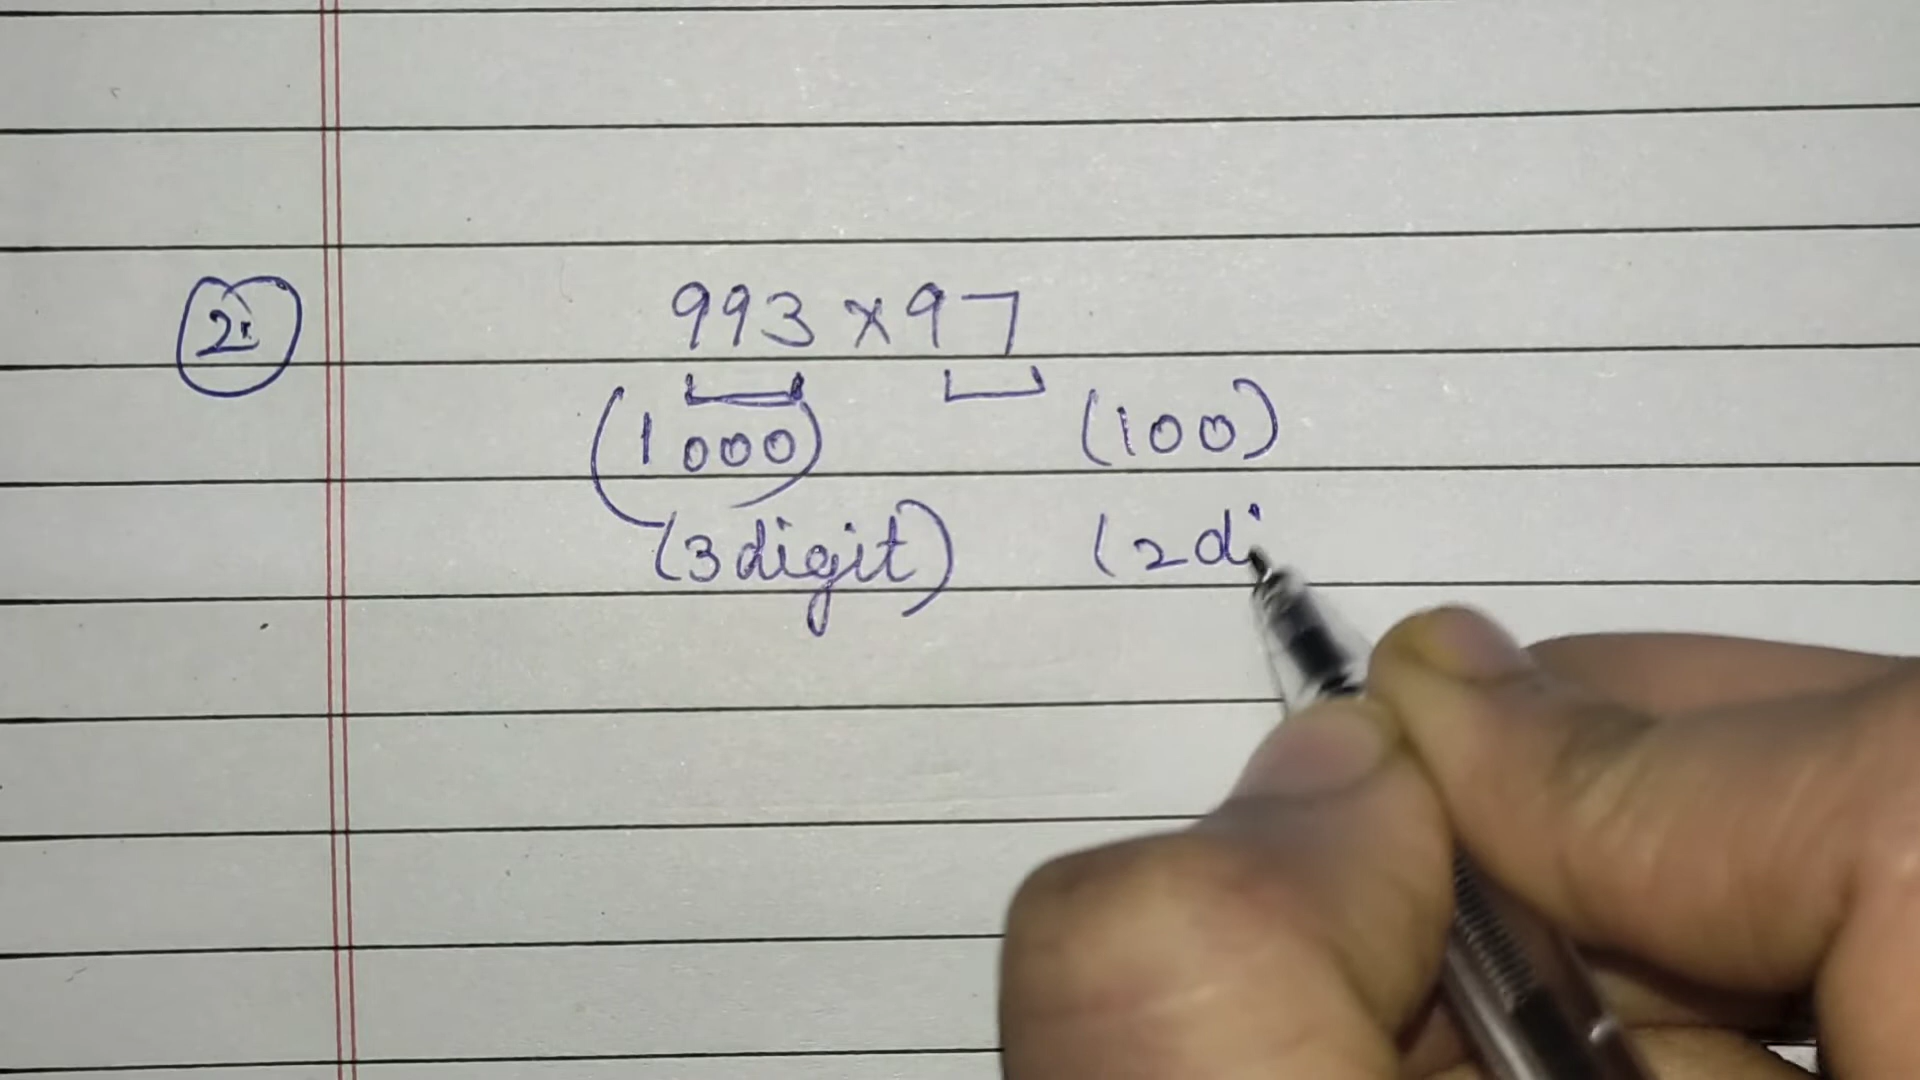 2. 993 × 97
(1000) (100)
(3 digit) (2 di